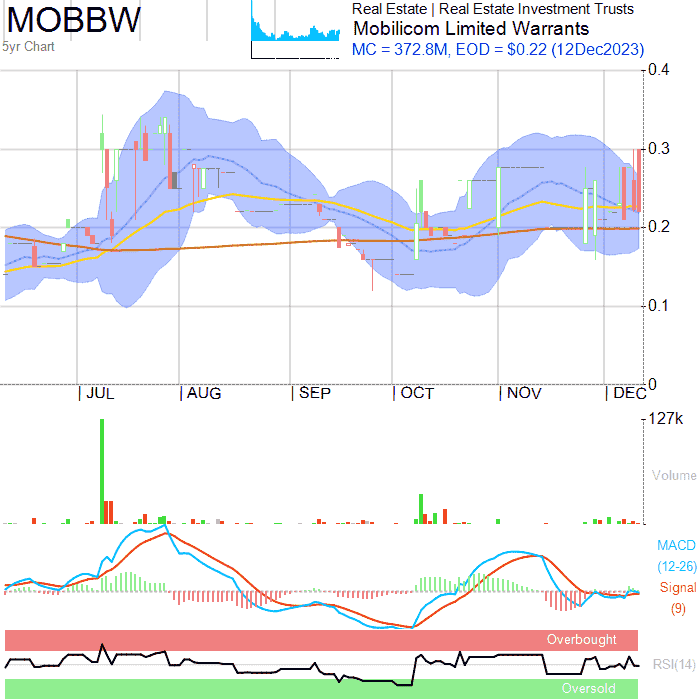 MOBBW
5yr Chart
Real Estate | Real Estate Investment Trusts
Mobilicom Limited Warrants
MC = 372.8M, EOD = $0.22 (12Dec2023)
0.4
0.3
0.2
0.1
0
| JUL | AUG | SEP | OCT | NOV | DEC
127k
Volume
MACD
(12-26)
Signal
(9)
Overbought
RSI(14)
Oversold